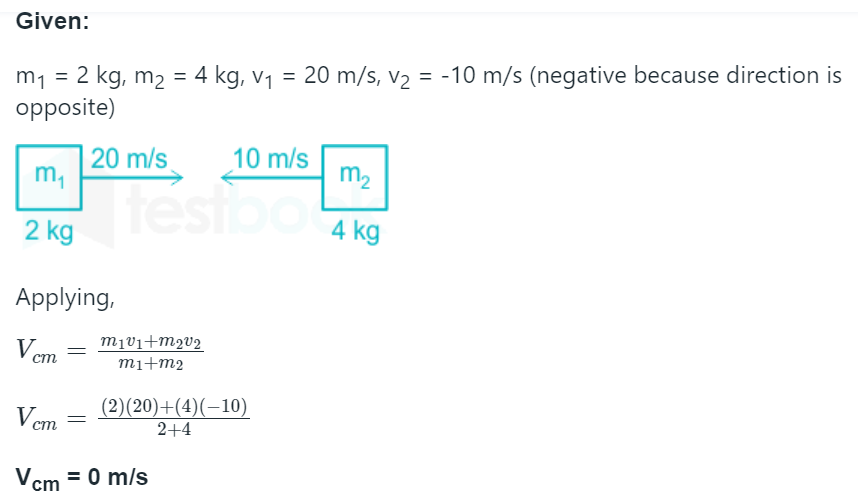 Given:
m₁ = 2 kg, m₂ = 4 kg, v₁ = 20 m/s, v₂ = -10 m/s (negative because direction is
opposite)
20 m/s 10 m/s
m₁ m₂
testboo
2 kg 4 kg
Applying,
V_cm = (m₁v₁+m₂v₂)/(m₁+m₂)
V_cm = ((2)(20)+(4)(−10))/(2+4)
V_cm = 0 m/s